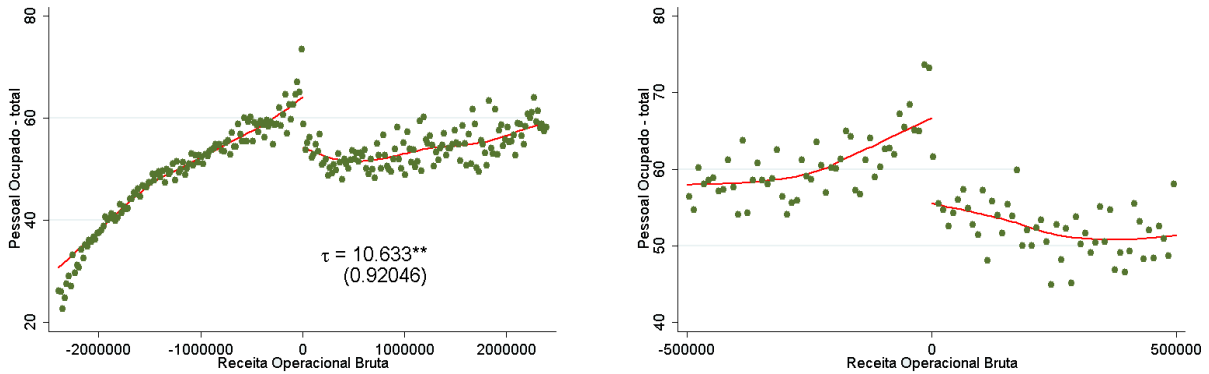 80
60
40
20
Pessoal Ocupado - total
τ = 10.633**
(0.92046)
-2000000 -1000000 0 1000000 2000000
Receita Operacional Bruta
80
70
60
50
40
Pessoal Ocupado - total
-500000 0 500000
Receita Operacional Bruta